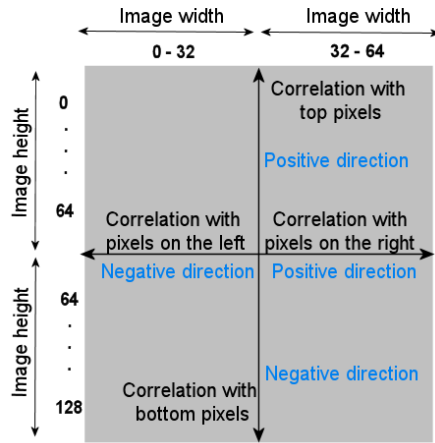 Image width Image width
0 - 32 32 - 64
Image height
0
.
.
.
64
Correlation with
top pixels
Positive direction
Correlation with
pixels on the left
Negative direction
Correlation with
pixels on the right
Positive direction
Image height
64
.
.
.
128
Negative direction
Correlation with
bottom pixels